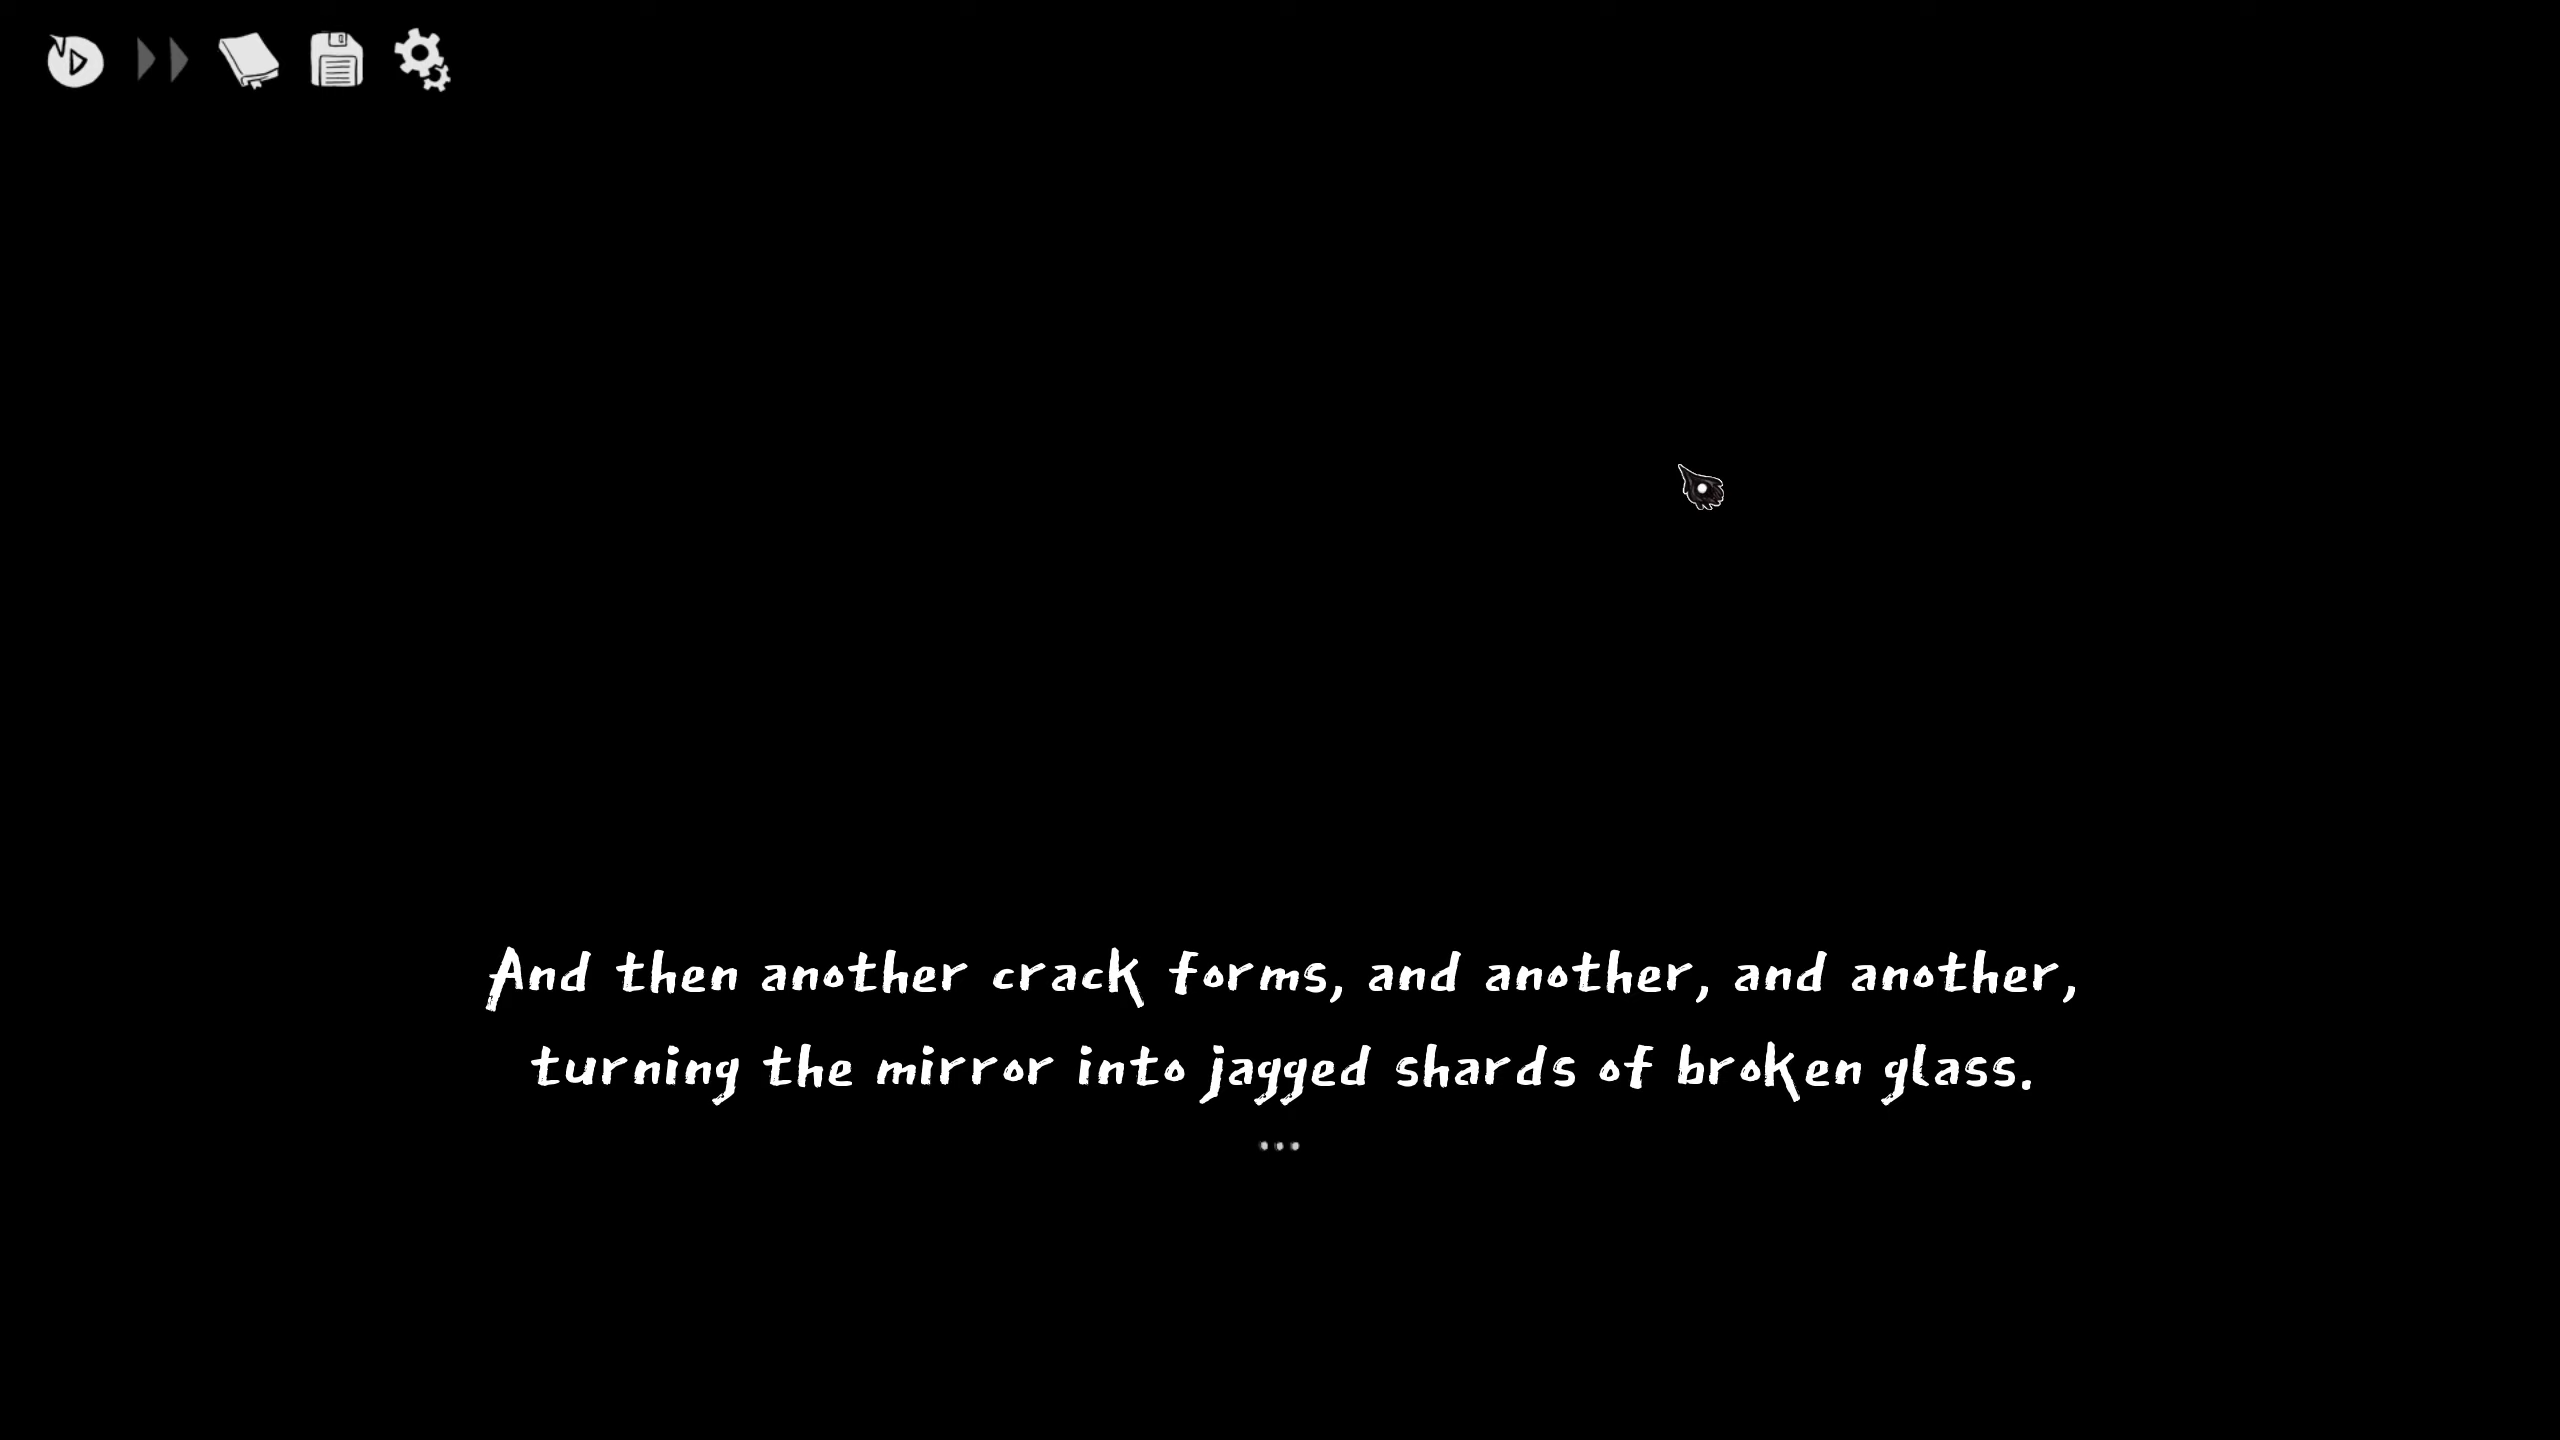 And then another crack forms, and another, and another,
turning the mirror into jagged shards of broken glass.
...